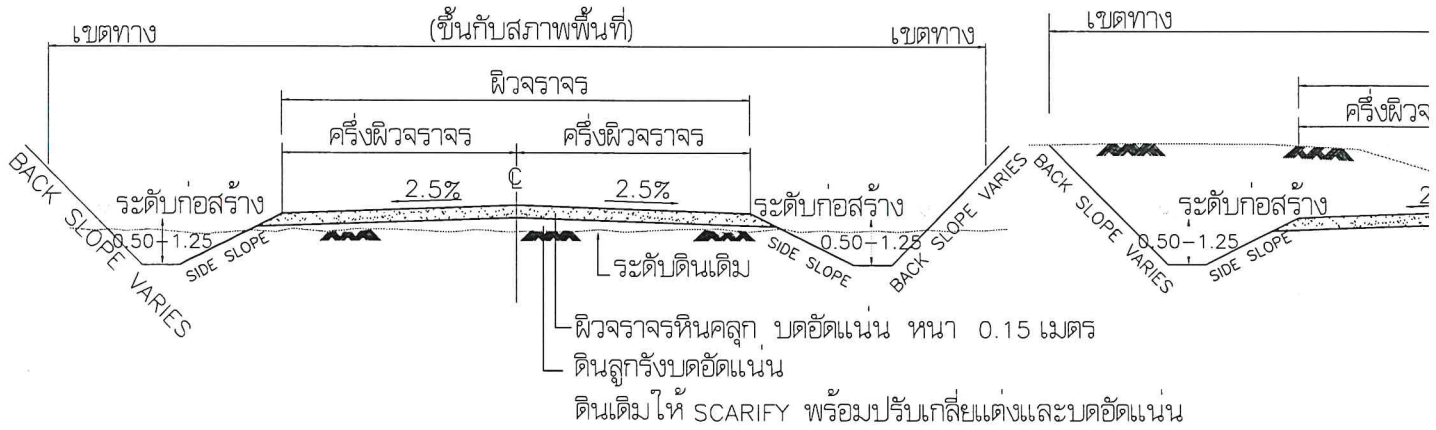 เขตทาง (ขึ้นกับสภาพพื้นที่) เขตทาง
ผิวจราจร
ครึ่งผิวจราจร ครึ่งผิวจราจร
℄
2.5% 2.5%
BACK SLOPE VARIES
ระดับก่อสร้าง
0.50-1.25
SIDE SLOPE
ระดับก่อสร้าง
0.50-1.25
SIDE SLOPE
BACK SLOPE VARIES
ระดับดินเดิม
ผิวจราจรหินคลุก บดอัดแน่น หนา 0.15 เมตร
ดินลูกรังบดอัดแน่น
ดินเดิมให้ SCARIFY พร้อมปรับเกลี่ยแต่งและบดอัดแน่น
เขตทาง
BACK SLOPE VARIES
ระดับก่อสร้าง
0.50-1.25
SIDE SLOPE